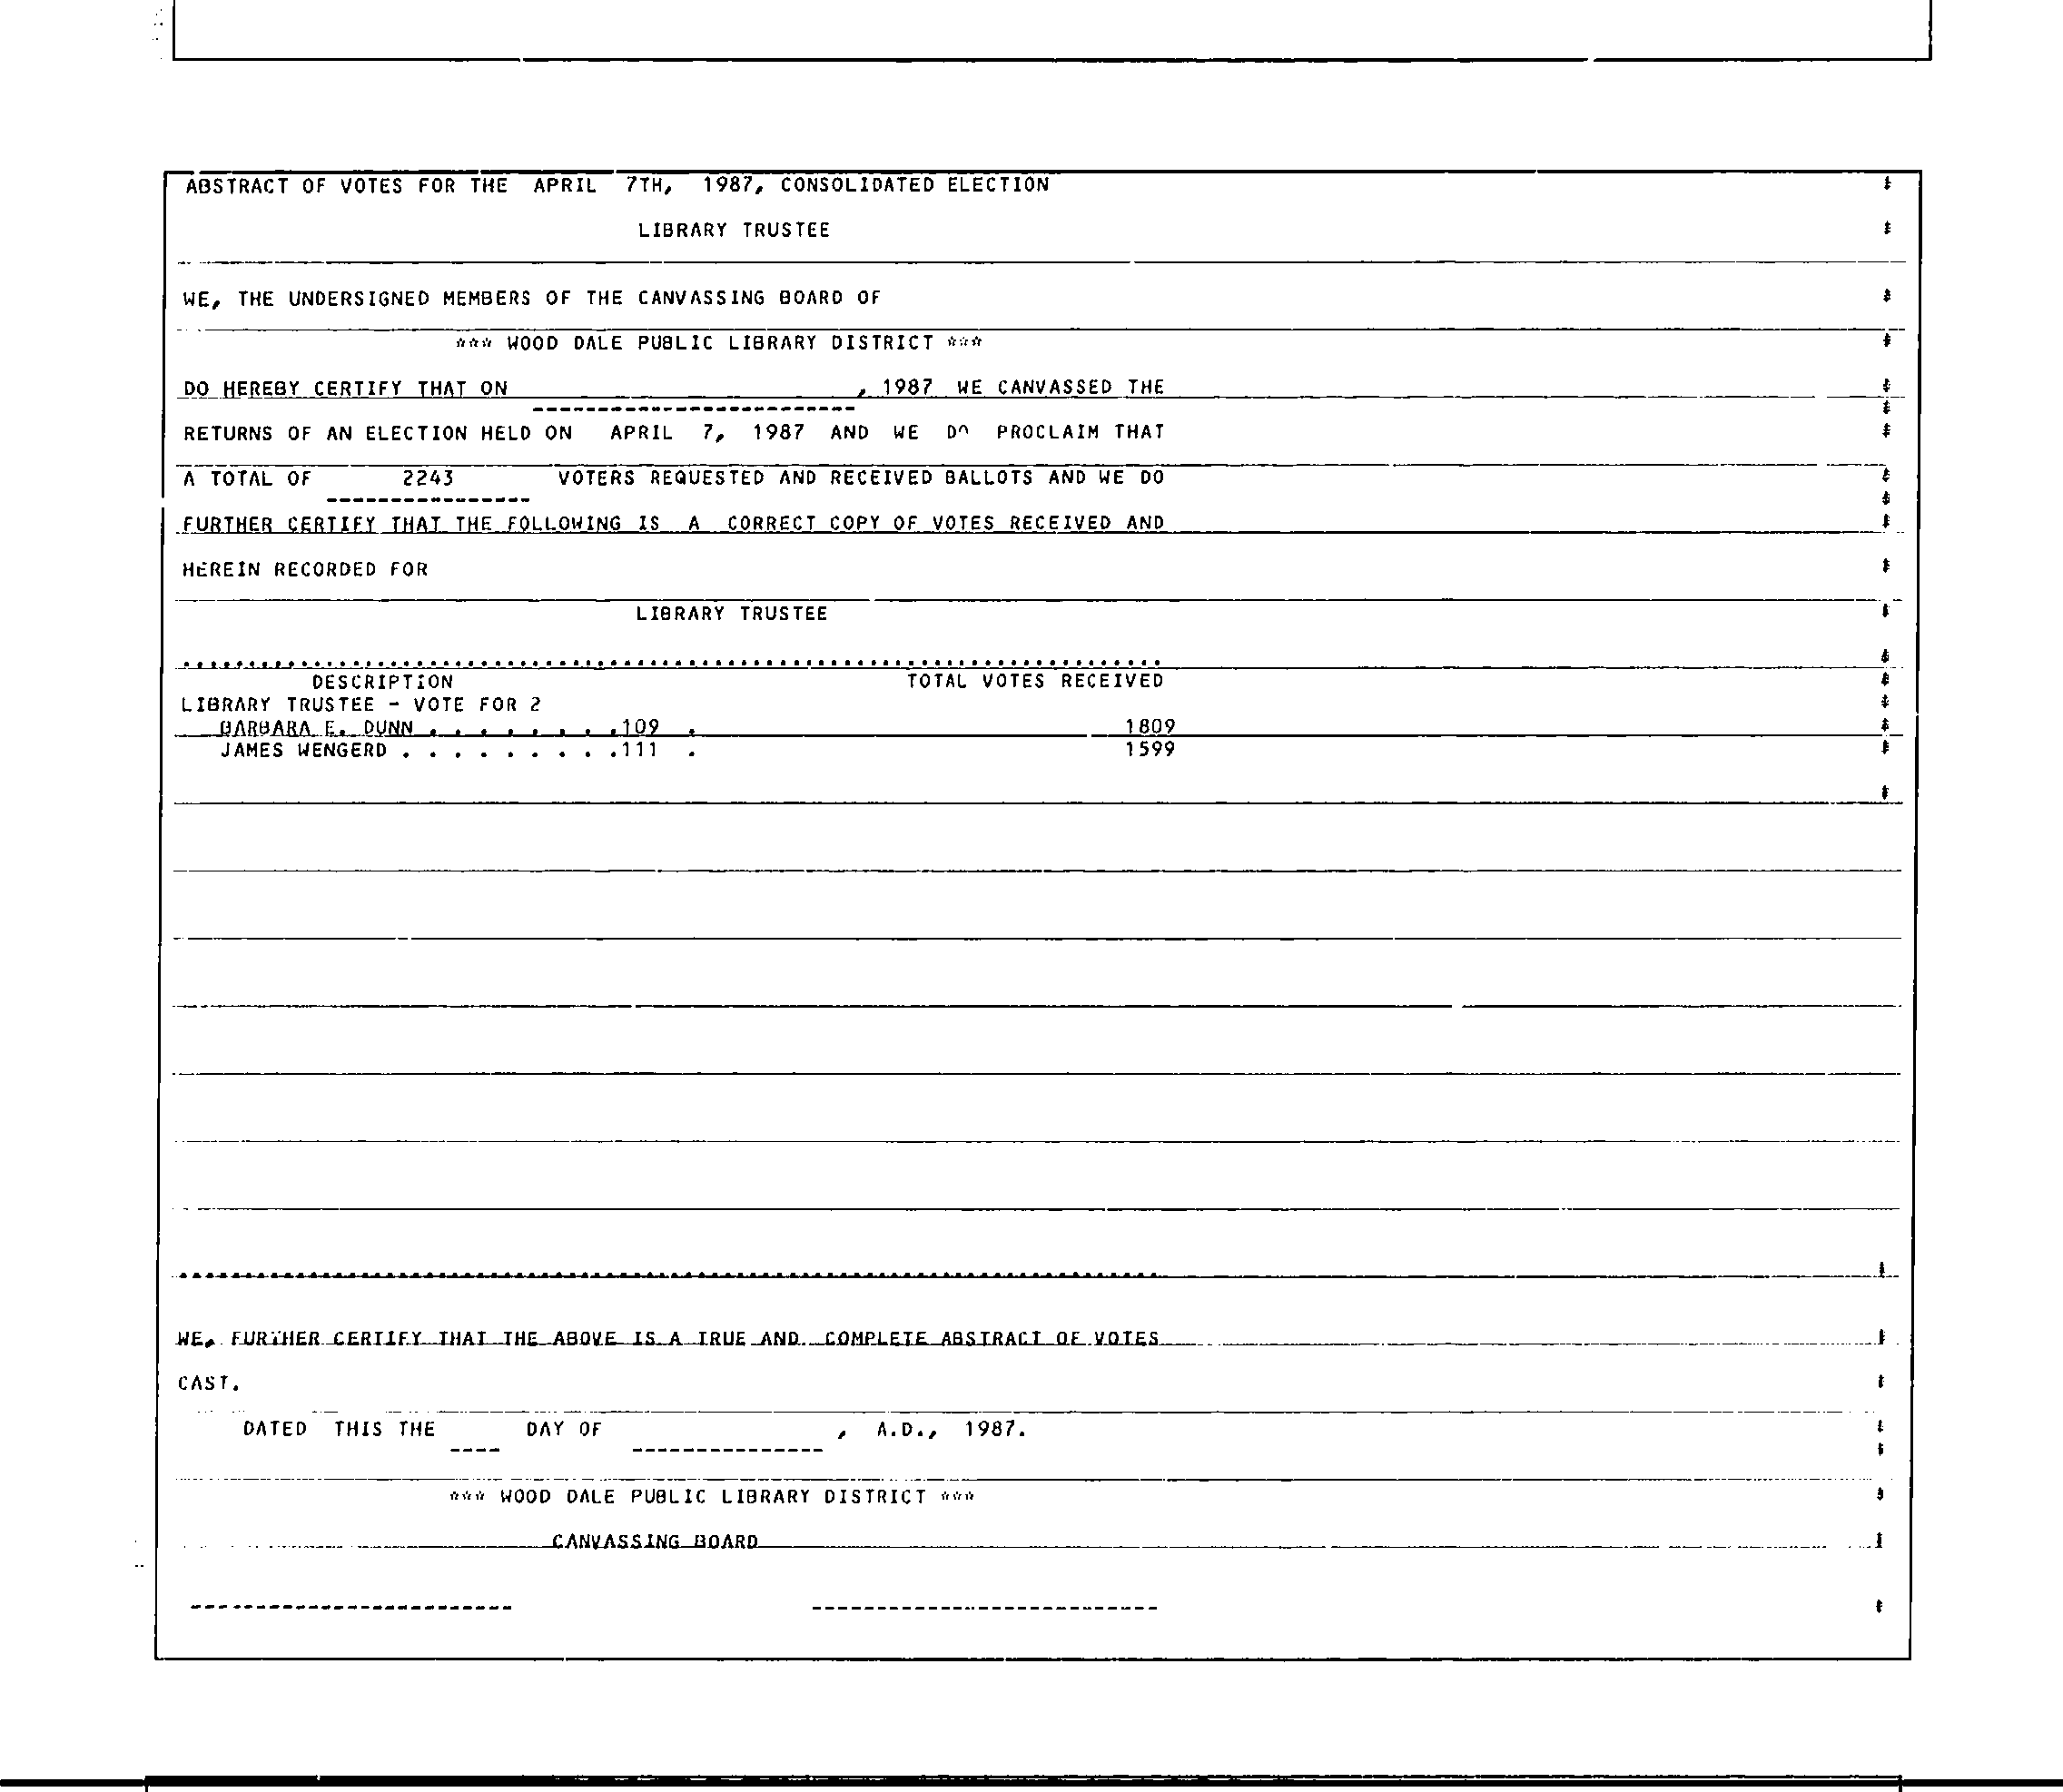 ABSTRACT OF VOTES FOR THE APRIL 7TH, 1987, CONSOLIDATED ELECTION
LIBRARY TRUSTEE
WE, THE UNDERSIGNED MEMBERS OF THE CANVASSING BOARD OF
*** WOOD DALE PUBLIC LIBRARY DISTRICT ***
DO HEREBY CERTIFY THAT ON , 1987 WE CANVASSED THE
RETURNS OF AN ELECTION HELD ON APRIL 7, 1987 AND WE DO PROCLAIM THAT
A TOTAL OF 2243 VOTERS REQUESTED AND RECEIVED BALLOTS AND WE DO
FURTHER CERTIFY THAT THE FOLLOWING IS A CORRECT COPY OF VOTES RECEIVED AND
HEREIN RECORDED FOR
LIBRARY TRUSTEE
DESCRIPTION TOTAL VOTES RECEIVED
LIBRARY TRUSTEE - VOTE FOR 2
BARBARA E. DUNN . . . . . . . .109 . 1809
JAMES WENGERD . . . . . . . . .111 . 1599
WE, FURTHER CERTIFY THAT THE ABOVE IS A TRUE AND COMPLETE ABSTRACT OF VOTES
CAST.
DATED THIS THE ---- DAY OF ---------------, A.D., 1987.
*** WOOD DALE PUBLIC LIBRARY DISTRICT ***
CANVASSING BOARD